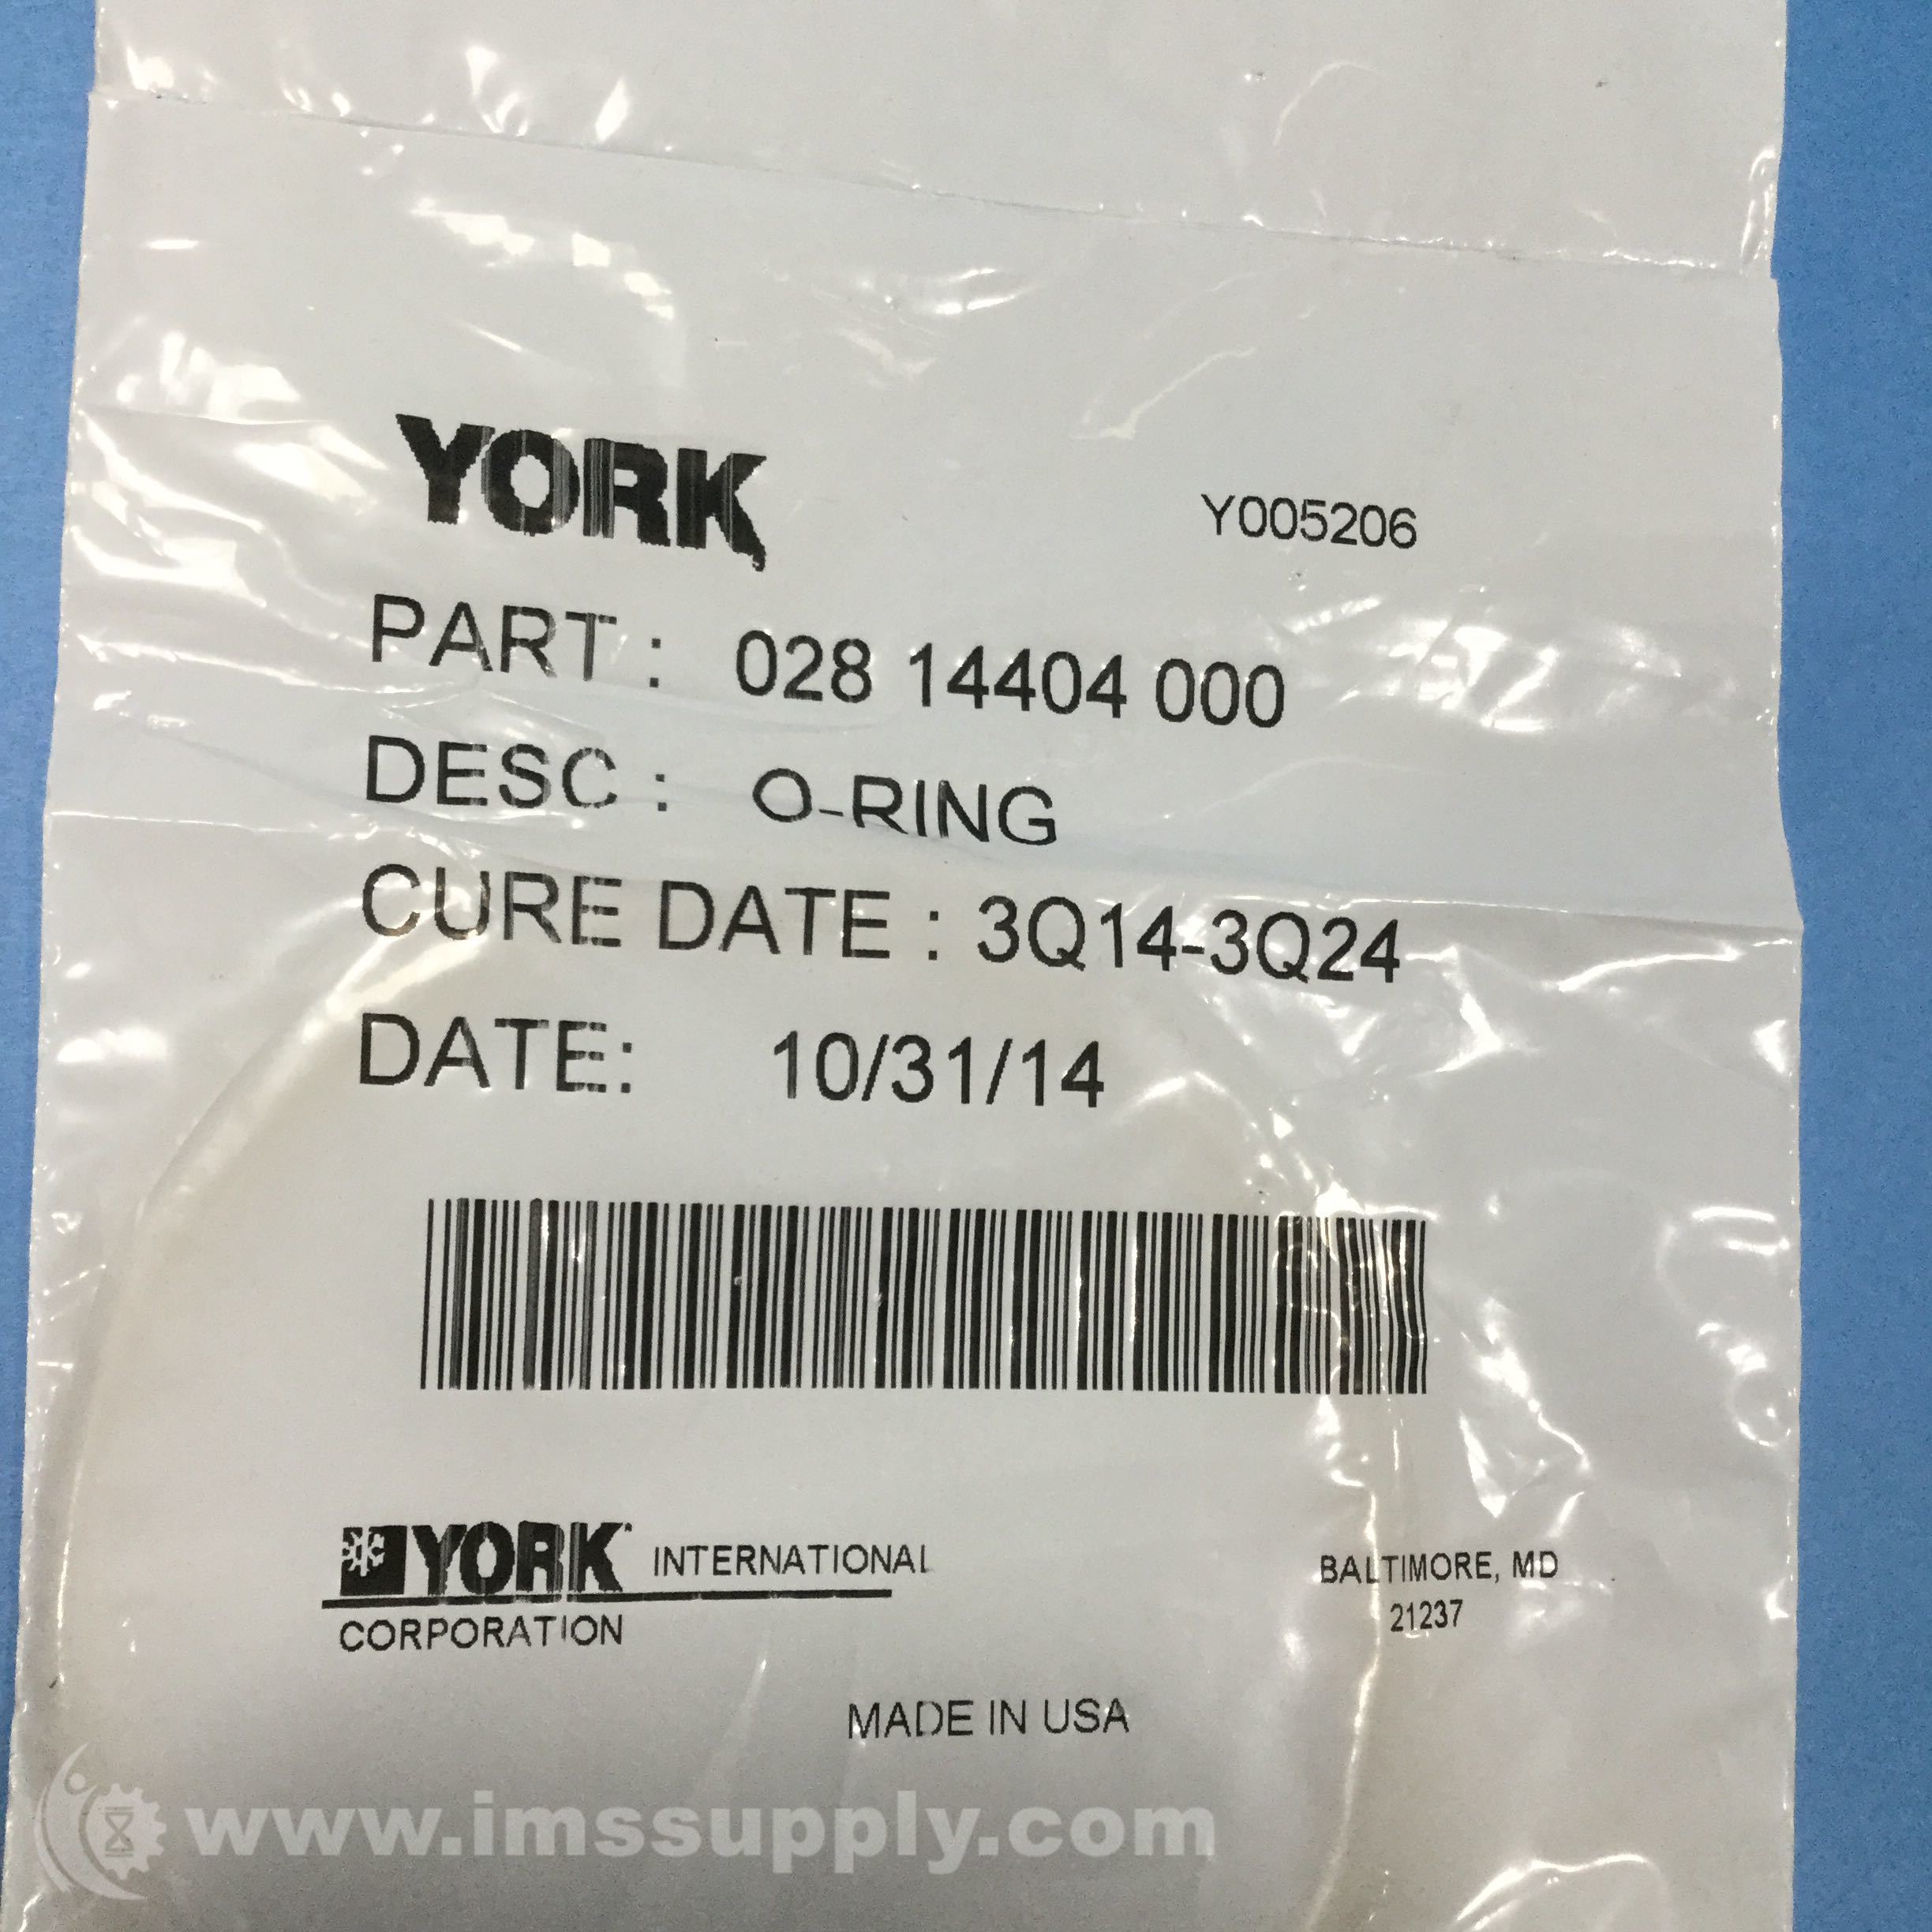 YORK
Y005206
PART : 028 14404 000
DESC : O-RING
CURE DATE : 3Q14-3Q24
DATE: 10/31/14
YORK INTERNATIONAL
CORPORATION
BALTIMORE, MD
21237
MADE IN USA
www.imssupply.com